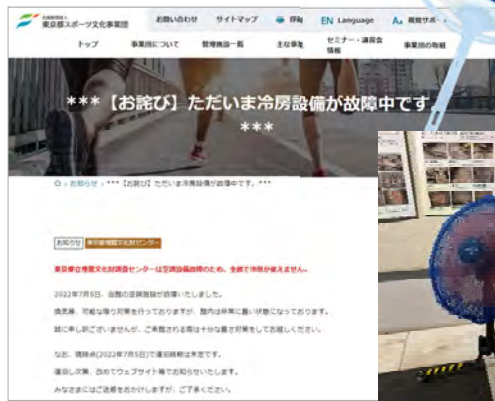 公益財団法人
東京都スポーツ文化事業団
お問い合わせ サイトマップ 印刷 EN Language 視覚サポート
トップ 事業団について 管理施設一覧 主な事業 セミナー・講習会情報 事業団の取組
***【お詫び】ただいま冷房設備が故障中です。
***
お知らせ ***【お詫び】ただいま冷房設備が故障中です。***
お知らせ 東京都埋蔵文化財センター
東京都立埋蔵文化財調査センターは空調設備故障のため、全館で冷房が使えません。
2022年7月5日、当館の空調施設が故障いたしました。
換気等、可能な限り対策を行っておりますが、館内は非常に暑い状態になっております。
誠に申し訳ございませんが、ご来館される際は十分な暑さ対策をしてお越しください。
なお、現時点(2022年7月5日)で復旧時期は未定です。
復旧し次第、改めてウェブサイト等でお知らせいたします。
みなさまにはご迷惑をおかけしますが、ご了承ください。